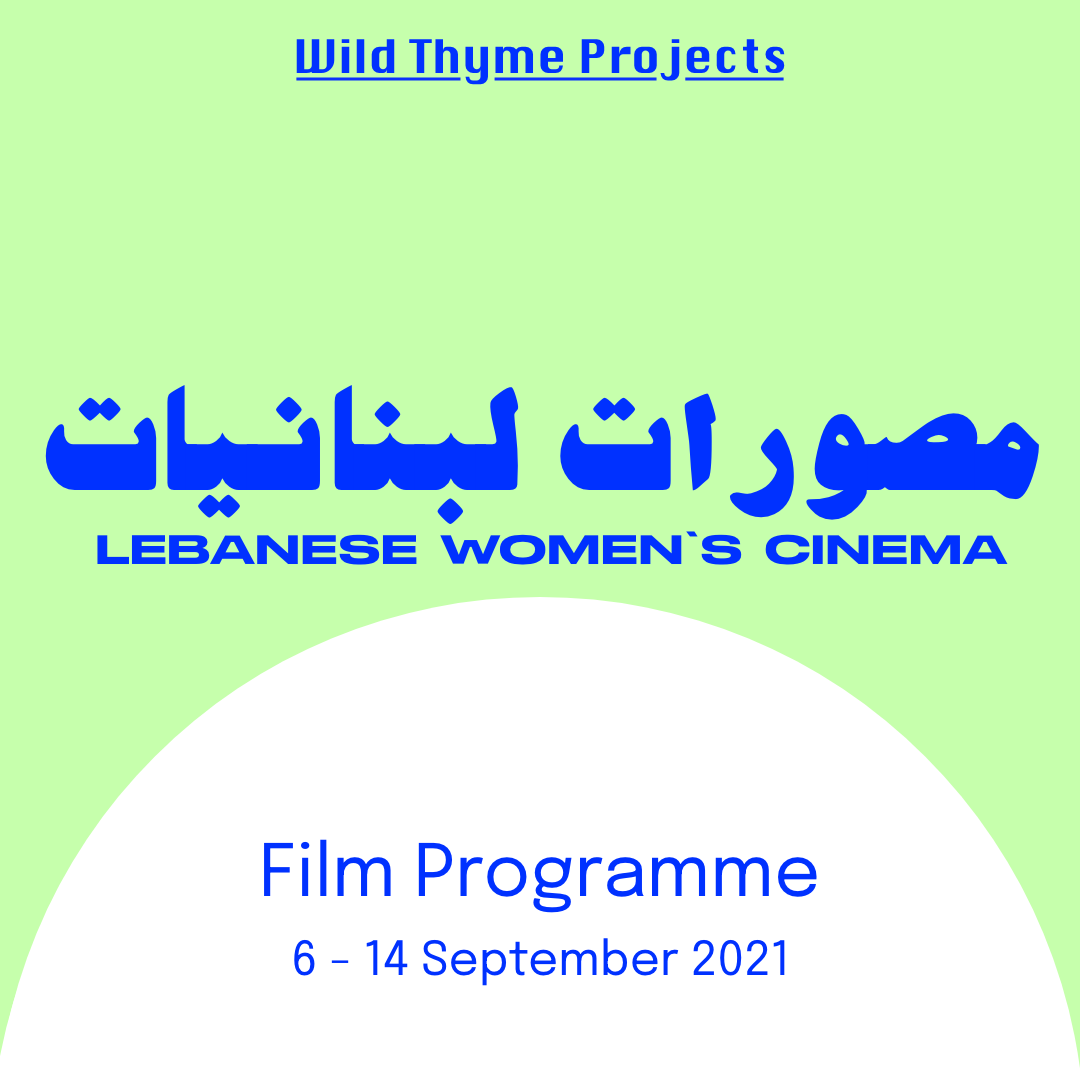 Wild Thyme Projects
مصورات لبنانيات
LEBANESE WOMEN`S CINEMA
Film Programme
6 – 14 September 2021